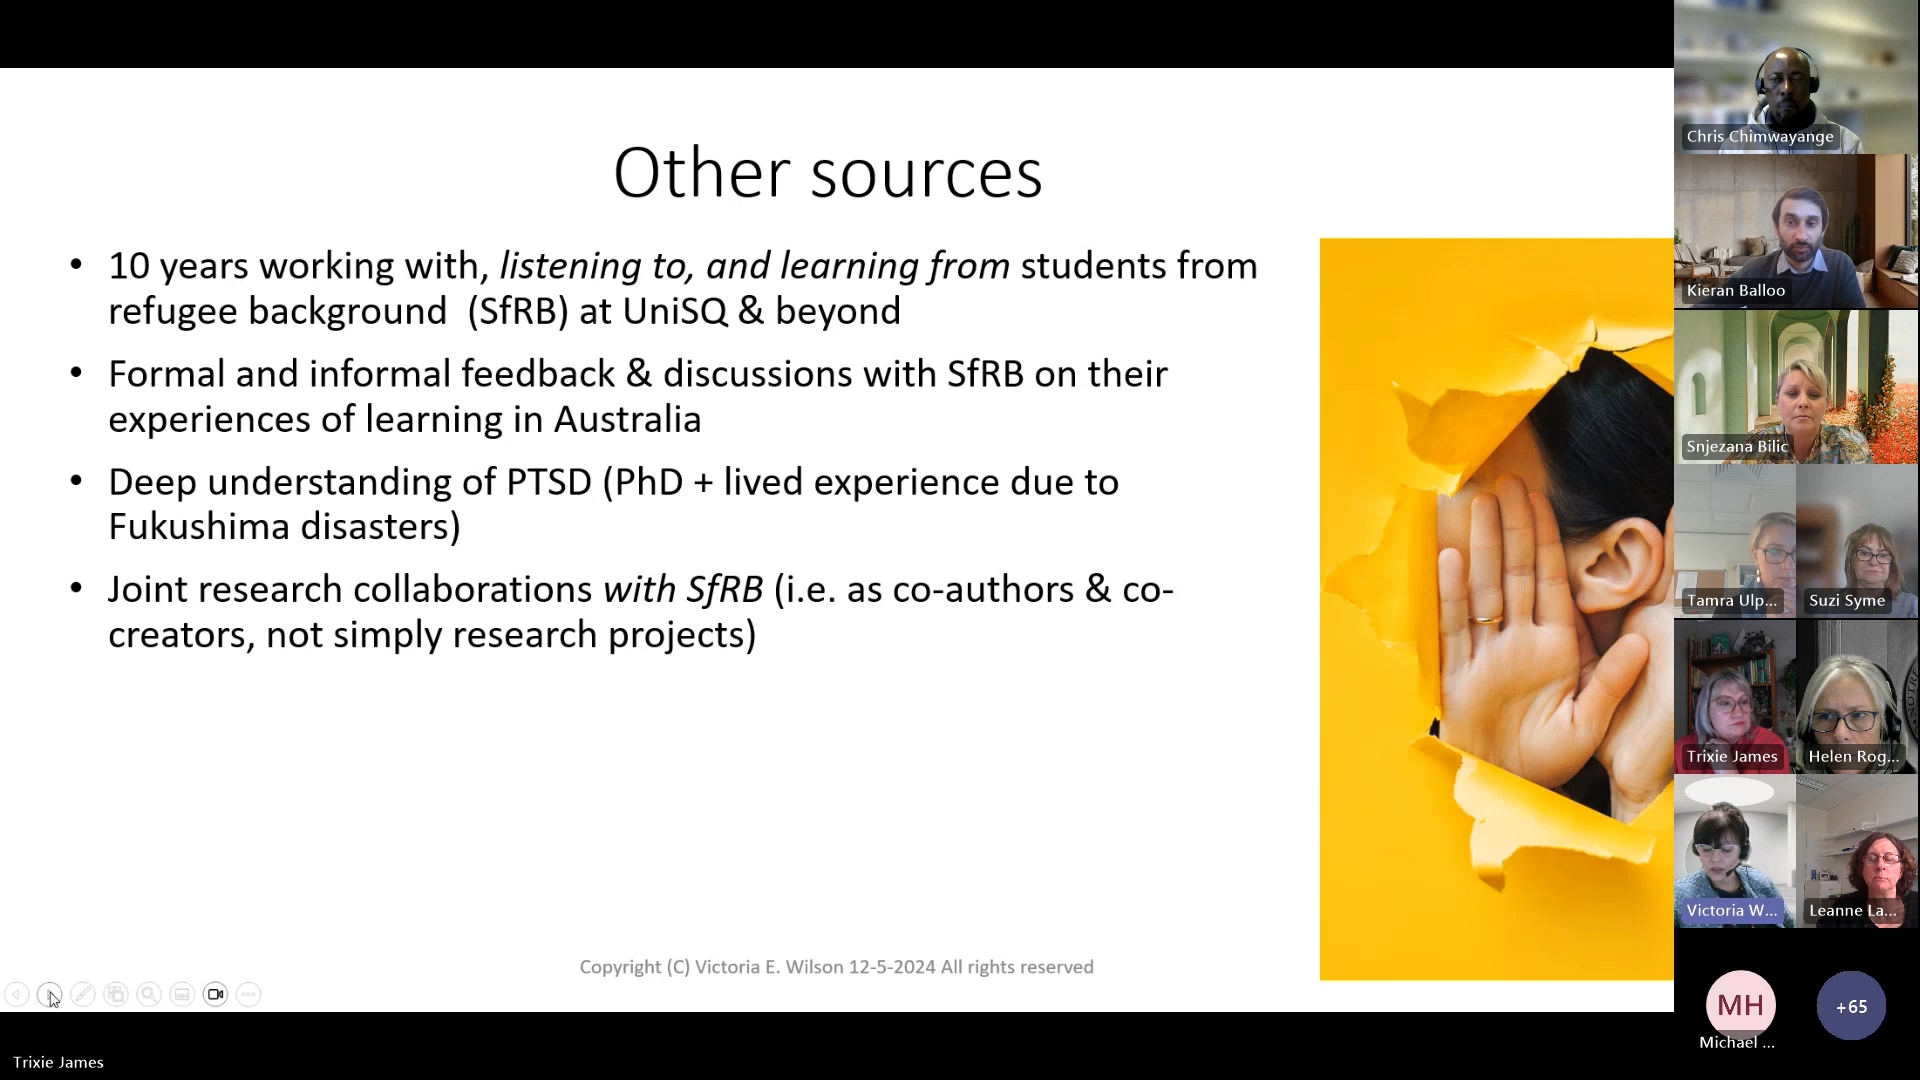 Other sources
• 10 years working with, listening to, and learning from students from
refugee background (SfRB) at UniSQ & beyond
• Formal and informal feedback & discussions with SfRB on their
experiences of learning in Australia
• Deep understanding of PTSD (PhD + lived experience due to
Fukushima disasters)
• Joint research collaborations with SfRB (i.e. as co-authors & co-
creators, not simply research projects)
Copyright (C) Victoria E. Wilson 12-5-2024 All rights reserved
Trixie James
Chris Chimwayange
Kieran Balloo
Snjezana Bilic
Tamra Ulp...
Suzi Syme
Trixie James
Helen Rog...
Victoria W...
Leanne La...
MH
Michael ...
+65